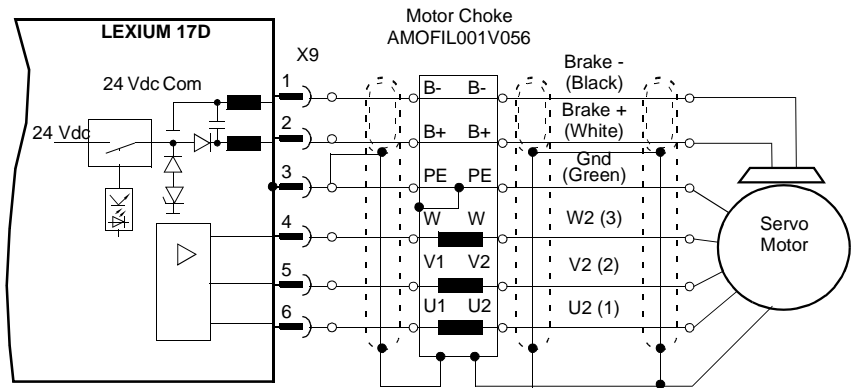 LEXIUM 17D
Motor Choke
AMOFIL001V056
X9
24 Vdc Com
24 Vdc
1
2
3
4
5
6
B- B-
B+ B+
PE PE
W W
V1 V2
U1 U2
Brake -
(Black)
Brake +
(White)
Gnd
(Green)
W2 (3)
V2 (2)
U2 (1)
Servo
Motor